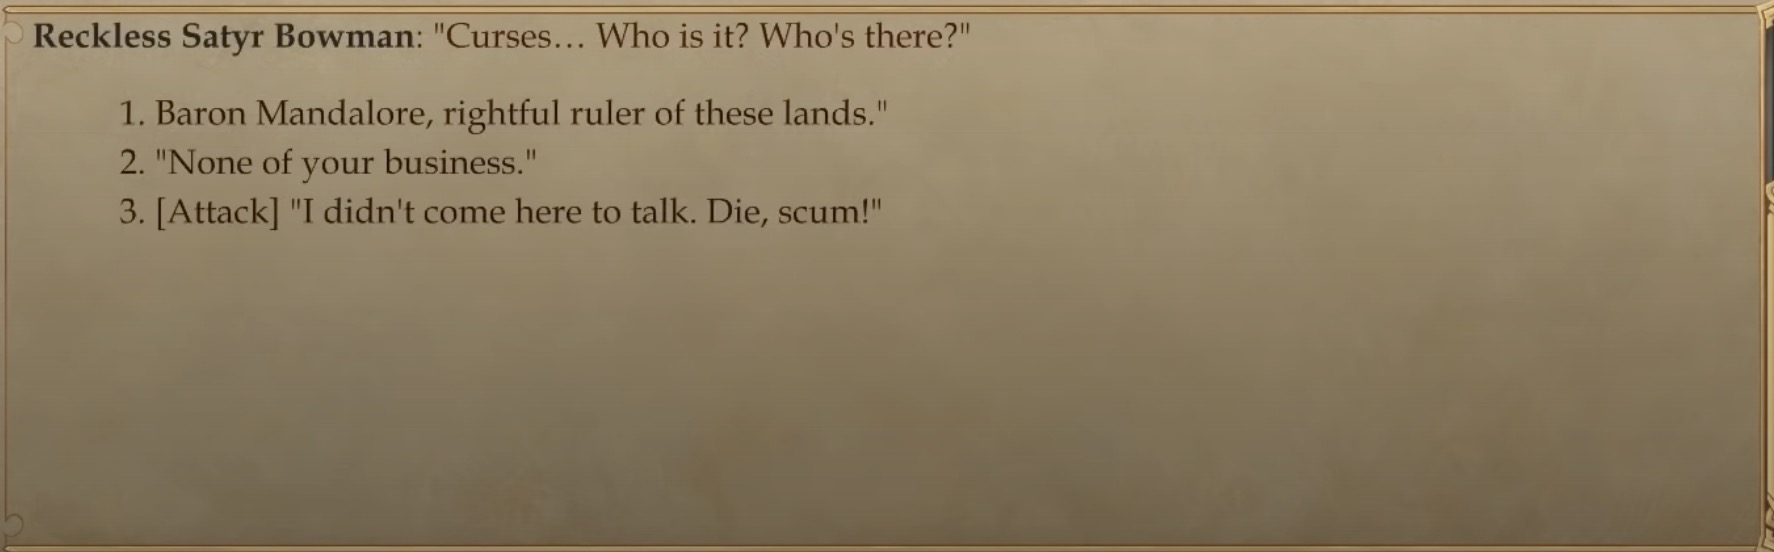 Reckless Satyr Bowman: "Curses... Who is it? Who's there?"
1. Baron Mandalore, rightful ruler of these lands."
2. "None of your business."
3. [Attack] "I didn't come here to talk. Die, scum!"